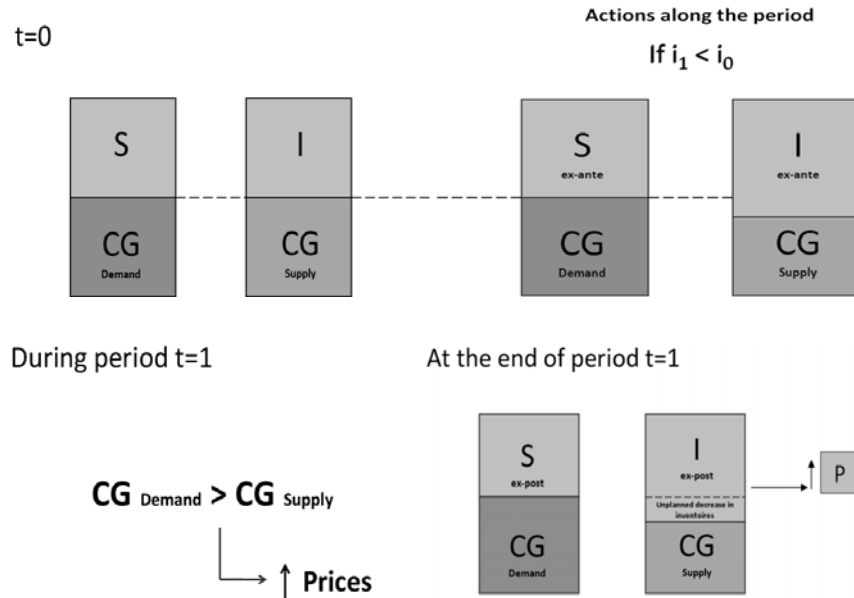 t=0
Actions along the period
If i₁ < i₀
S
I
CG
Demand
CG
Supply
S
ex-ante
I
ex-ante
CG
Demand
CG
Supply
During period t=1
CG Demand > CG Supply
↑ Prices
At the end of period t=1
S
ex-post
I
ex-post
Unplanned decrease in
inventoires
CG
Demand
CG
Supply
↑ P